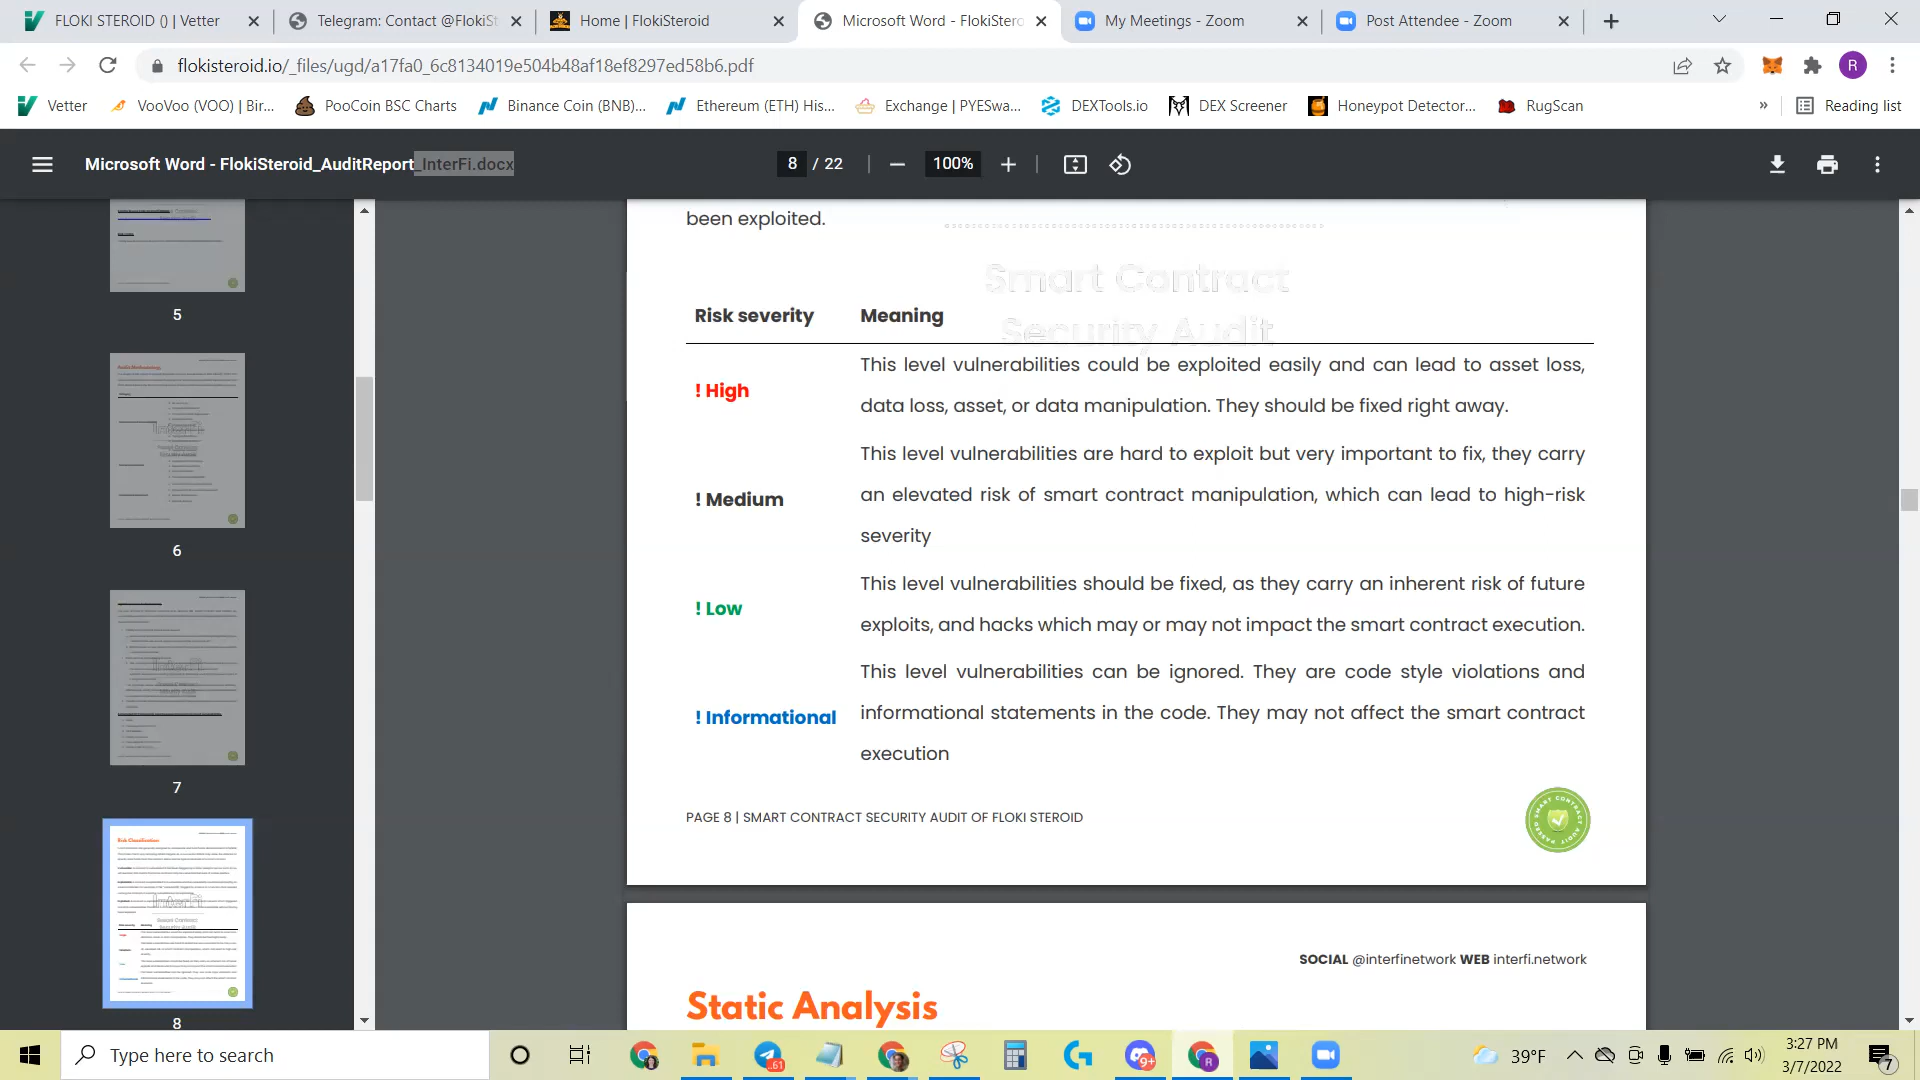 FLOKI STEROID () | Vetter
Telegram: Contact @FlokiSt
Home | FlokiSteroid
Microsoft Word - FlokiStero
My Meetings - Zoom
Post Attendee - Zoom
flokisteroid.io/_files/ugd/a17fa0_6c8134019e504b48af18ef8297ed58b6.pdf
R
Vetter
VooVoo (VOO) | Bir...
PooCoin BSC Charts
Binance Coin (BNB)...
Ethereum (ETH) His...
Exchange | PYESwa...
DEXTools.io
DEX Screener
Honeypot Detector...
RugScan
»
Reading list
Microsoft Word - FlokiSteroid_AuditReport_InterFi.docx
8 / 22
100%
5
6
7
8
been exploited.
Smart Contract
Security Audit
Risk severity Meaning
! High
This level vulnerabilities could be exploited easily and can lead to asset loss,
data loss, asset, or data manipulation. They should be fixed right away.
! Medium
This level vulnerabilities are hard to exploit but very important to fix, they carry
an elevated risk of smart contract manipulation, which can lead to high-risk
severity
! Low
This level vulnerabilities should be fixed, as they carry an inherent risk of future
exploits, and hacks which may or may not impact the smart contract execution.
! Informational
This level vulnerabilities can be ignored. They are code style violations and
informational statements in the code. They may not affect the smart contract
execution
PAGE 8 | SMART CONTRACT SECURITY AUDIT OF FLOKI STEROID
SOCIAL @interfinetwork WEB interfi.network
Static Analysis
Type here to search
61
9+
R
39°F
3:27 PM
3/7/2022
7